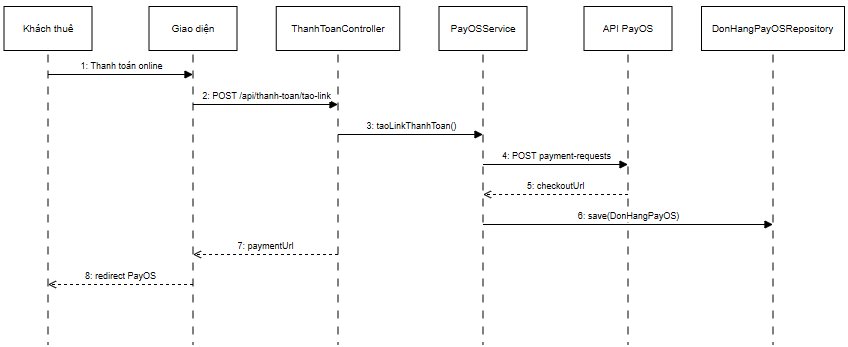 Khách thuê
Giao diện
ThanhToanController
PayOSService
API PayOS
DonHangPayOSRepository
1: Thanh toán online
2: POST /api/thanh-toan/tao-link
3: taoLinkThanhToan()
4: POST payment-requests
5: checkoutUrl
6: save(DonHangPayOS)
7: paymentUrl
8: redirect PayOS